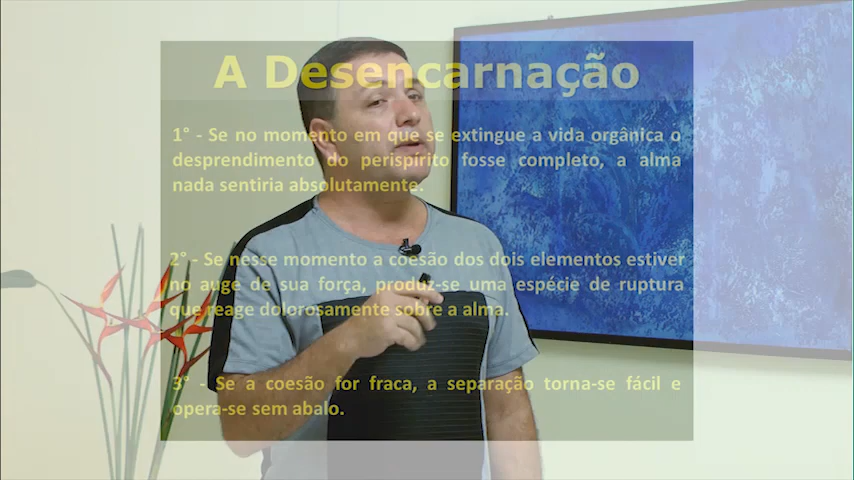 A Desencarnação
1° - Se no momento em que se extingue a vida orgânica o
desprendimento do perispírito fosse completo, a alma
nada sentiria absolutamente.
2° - Se nesse momento a coesão dos dois elementos estiver
no auge de sua força, produz-se uma espécie de ruptura
que reage dolorosamente sobre a alma.
3° - Se a coesão for fraca, a separação torna-se fácil e
opera-se sem abalo.